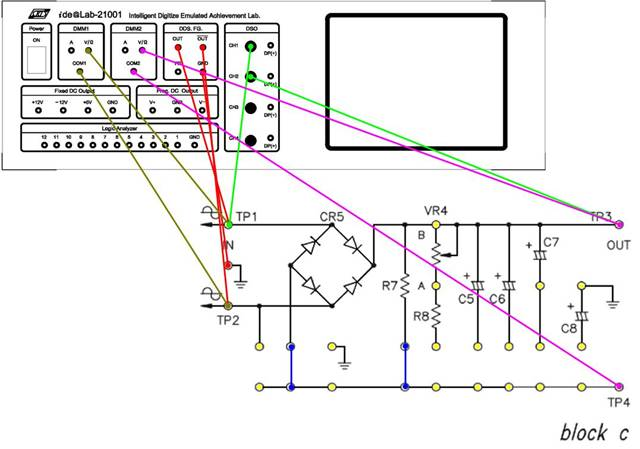 ide@Lab-21001 Intelligent Digitize Emulated Achievement Lab.
Power DMM1 DMM2 DDS. FG. DSO
ON A V/Ω A V/Ω OUT OUT CH1 DP(+)
COM1 COM2 GND CH2 DP(+)
Fixed DC Output Prog. DC. Output
+12V -12V +5V GND V+ GND V- CH3 DP(+)
Logic Analyzer
12 11 10 9 8 7 6 5 4 3 2 1 GND DP(+)
TP1 CR5 VR4 TP3
IN B C7 OUT
A
R7 C5 C6
R8 C8
TP2
TP4
block c